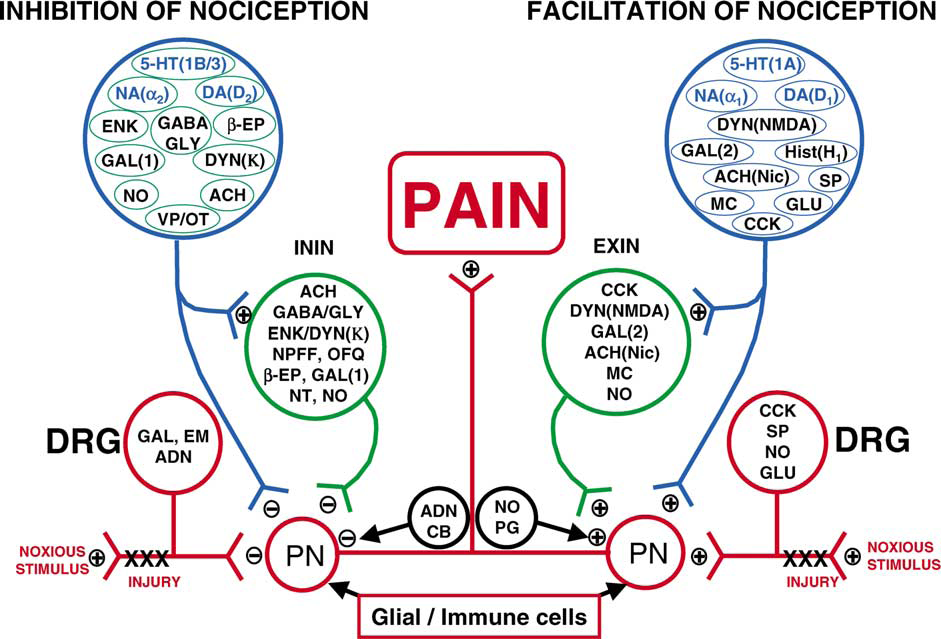 INHIBITION OF NOCICEPTION
FACILITATION OF NOCICEPTION
5-HT(1B/3)
NA(α₂)
DA(D₂)
ENK
GABA
GLY
β-EP
GAL(1)
DYN(K)
NO
ACH
VP/OT
5-HT(1A)
NA(α₁)
DA(D₁)
DYN(NMDA)
GAL(2)
Hist(H₁)
ACH(Nic)
SP
MC
GLU
CCK
PAIN
+
ININ
+
ACH
GABA/GLY
ENK/DYN(K)
NPFF, OFQ
β-EP, GAL(1)
NT, NO
EXIN
+
CCK
DYN(NMDA)
GAL(2)
ACH(Nic)
MC
NO
DRG
GAL, EM
ADN
CCK
SP
NO
GLU
DRG
−
−
−
−
ADN
CB
NO
PG
+
+
+
+
NOXIOUS
STIMULUS
+
XXX
INJURY
PN
PN
XXX
INJURY
+
NOXIOUS
STIMULUS
Glial / Immune cells